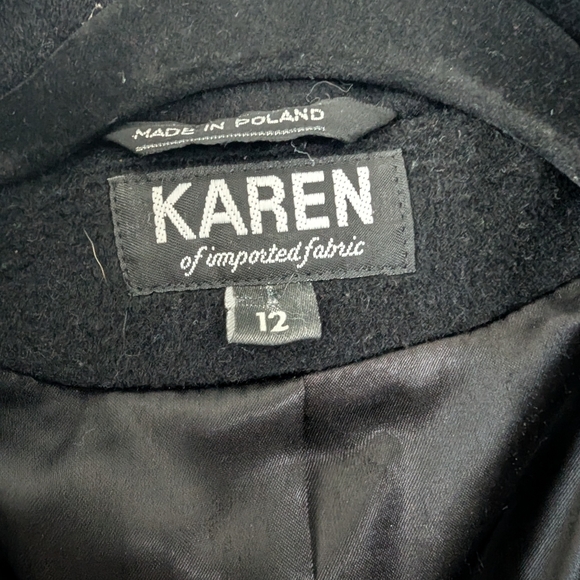 MADE IN POLAND
KAREN
of imported fabric
12